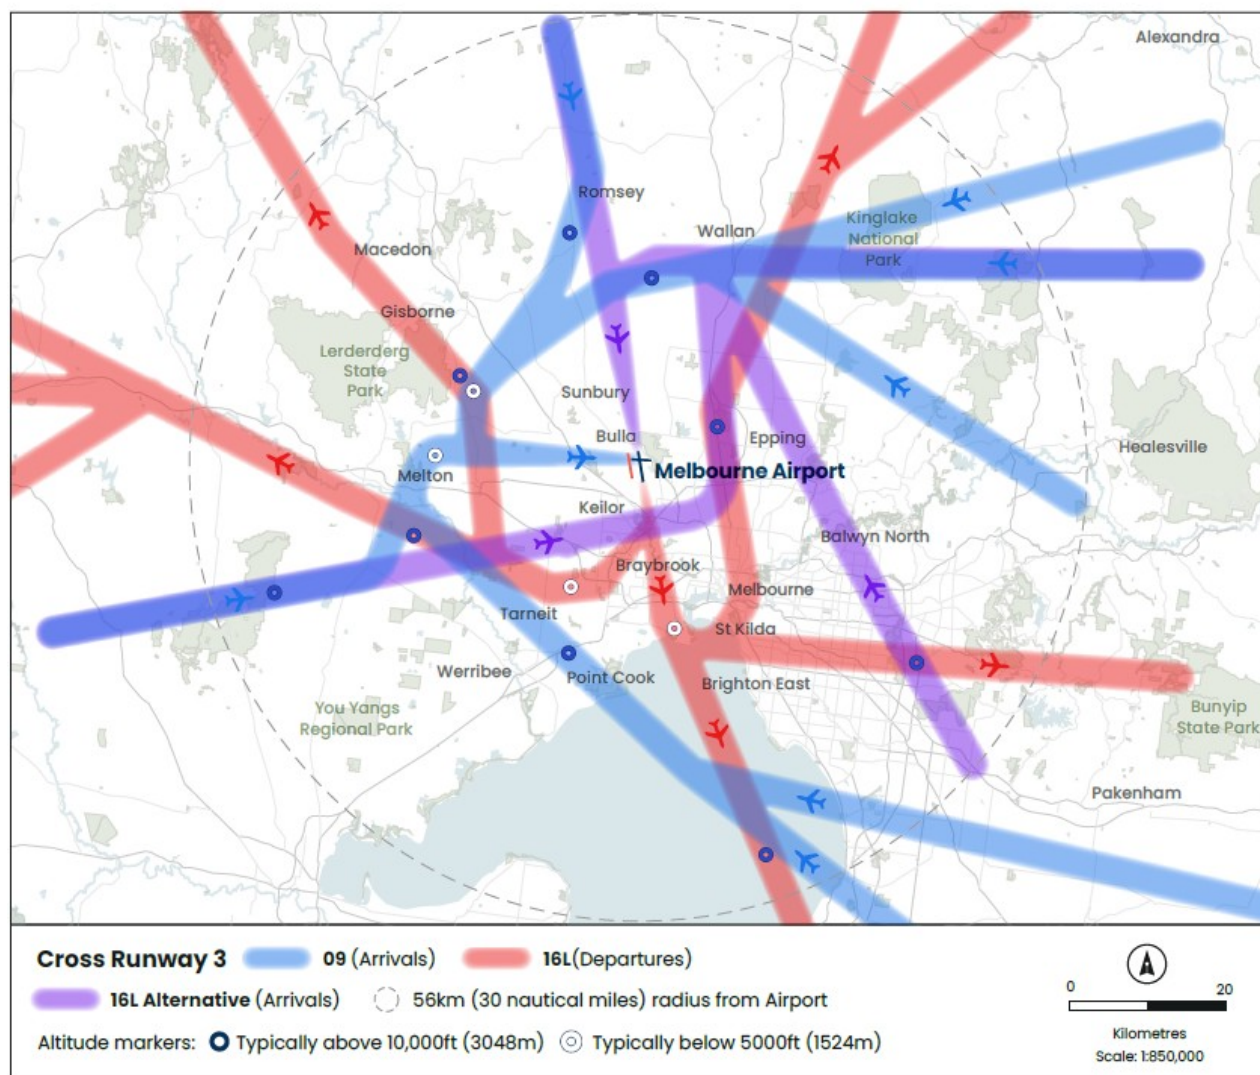 Alexandra
Romsey
Kinglake
National
Park
Wallan
Macedon
Gisborne
Lerderderg
State
Park
Sunbury
Bulla
Epping
Healesville
Melton
Melbourne Airport
Keilor
Balwyn North
Braybrook
Melbourne
Tarneit
St Kilda
Werribee
Point Cook
Brighton East
You Yangs
Regional Park
Bunyip
State Park
Pakenham
Cross Runway 3 09 (Arrivals) 16L(Departures)
16L Alternative (Arrivals) 56km (30 nautical miles) radius from Airport
Altitude markers: Typically above 10,000ft (3048m) Typically below 5000ft (1524m)
0 20
Kilometres
Scale: 1:850,000